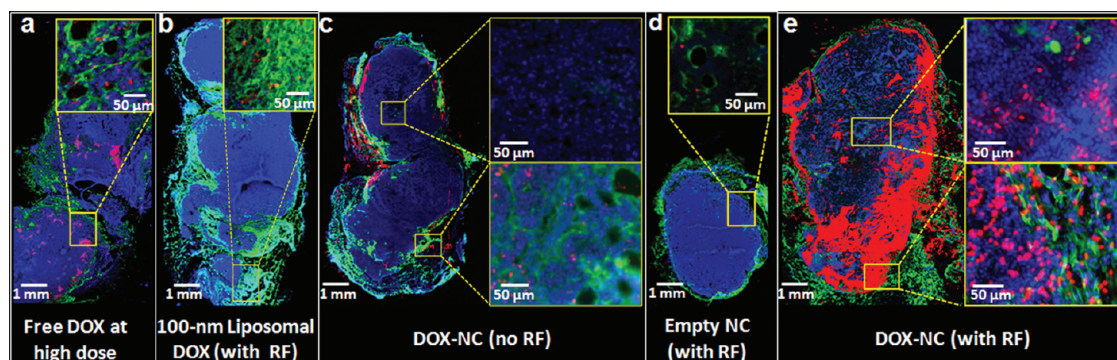 a
50 µm
1 mm
Free DOX at
high dose
b
50 µm
1 mm
100-nm Liposomal
DOX (with RF)
c
50 µm
50 µm
1 mm
DOX-NC (no RF)
d
50 µm
1 mm
Empty NC
(with RF)
e
50 µm
50 µm
1 mm
DOX-NC (with RF)